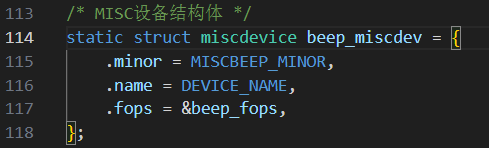 113 /* MISC设备结构体 */
114 static struct miscdevice beep_miscdev = {
115     .minor = MISCBEEP_MINOR,
116     .name = DEVICE_NAME,
117     .fops = &beep_fops,
118 };